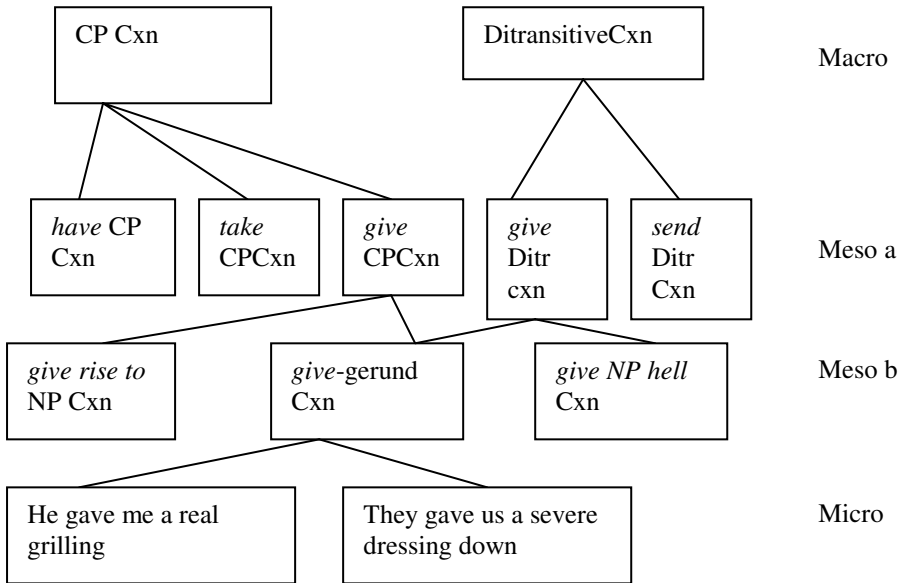 CP Cxn
DitransitiveCxn
Macro
have CP
Cxn
take
CPCxn
give
CPCxn
give
Ditr
cxn
send
Ditr
Cxn
Meso a
give rise to
NP Cxn
give-gerund
Cxn
give NP hell
Cxn
Meso b
He gave me a real
grilling
They gave us a severe
dressing down
Micro